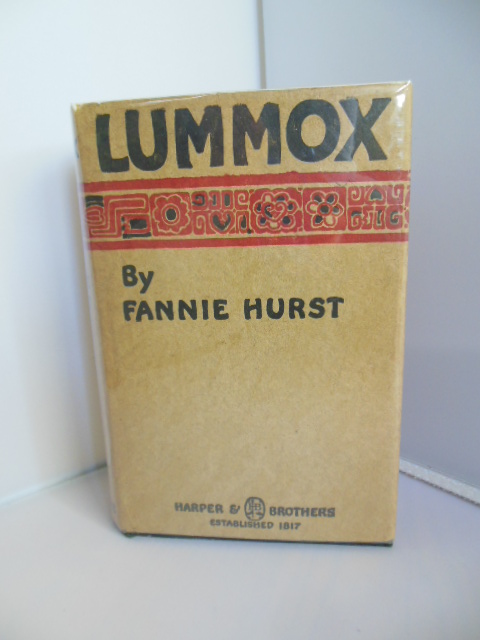 LUMMOX
By
FANNIE HURST
HARPER & BROTHERS
ESTABLISHED 1817